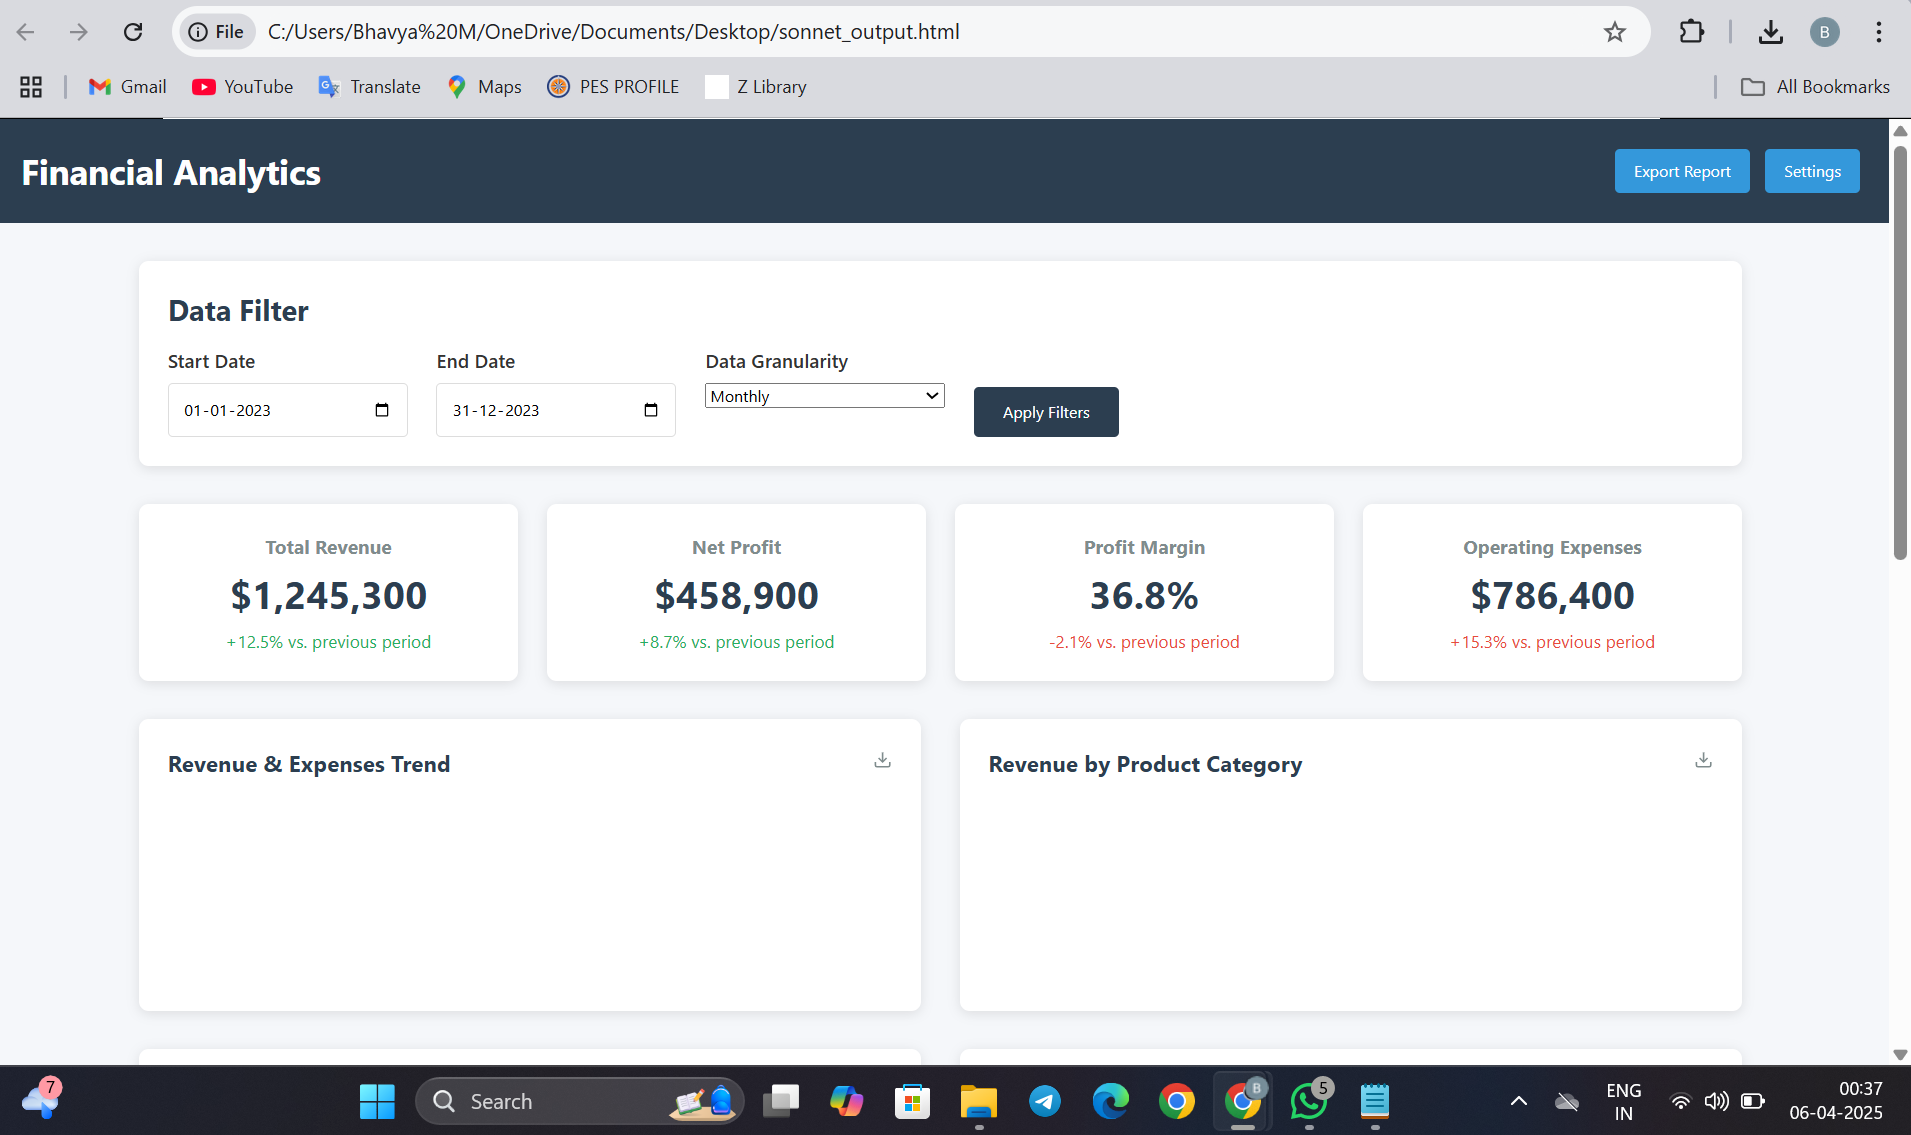 File C:/Users/Bhavya%20M/OneDrive/Documents/Desktop/sonnet_output.html B
Gmail YouTube Translate Maps PES PROFILE Z Library All Bookmarks
Financial Analytics Export Report Settings
Data Filter
Start Date End Date Data Granularity
01-01-2023 31-12-2023 Monthly Apply Filters
Total Revenue Net Profit Profit Margin Operating Expenses
$1,245,300 $458,900 36.8% $786,400
+12.5% vs. previous period +8.7% vs. previous period -2.1% vs. previous period +15.3% vs. previous period
Revenue & Expenses Trend Revenue by Product Category
7 Search B 5 ENG 00:37
IN 06-04-2025